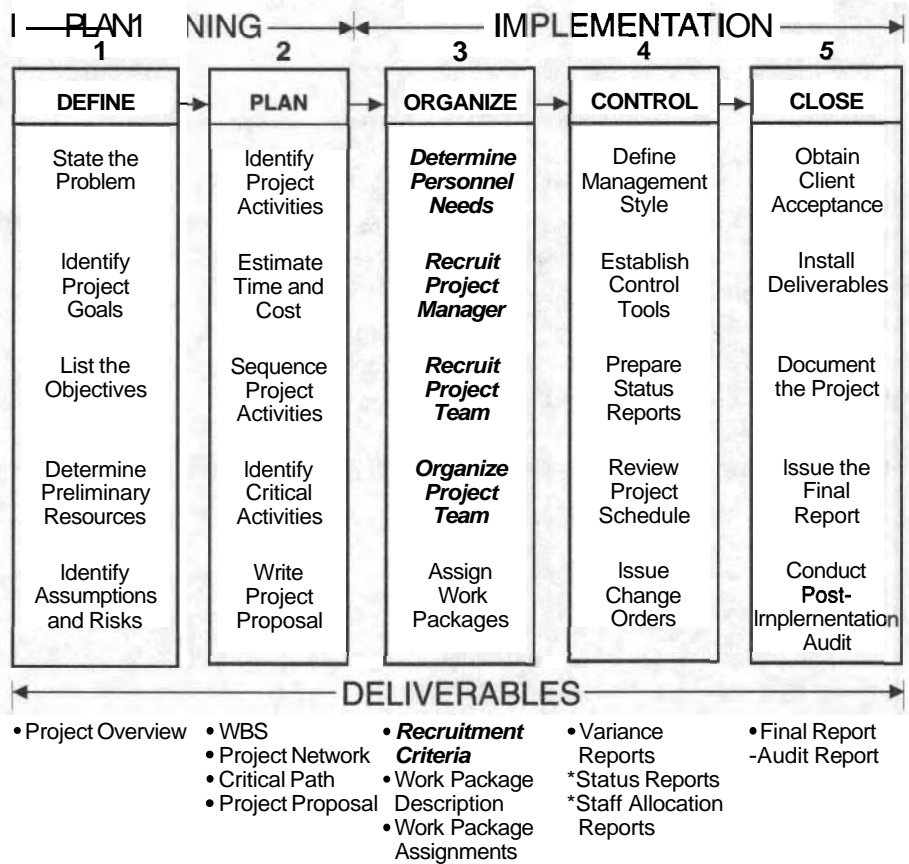 I — PLAN1 NING IMPLEMENTATION
1 2 3 4 5
DEFINE PLAN ORGANIZE CONTROL CLOSE
State the
Problem
Identify
Project
Goals
List the
Objectives
Determine
Preliminary
Resources
Identify
Assumptions
and Risks
Identify
Project
Activities
Estimate
Time and
Cost
Sequence
Project
Activities
Identify
Critical
Activities
Write
Project
Proposal
Determine
Personnel
Needs
Recruit
Project
Manager
Recruit
Project
Team
Organize
Project
Team
Assign
Work
Packages
Define
Management
Style
Establish
Control
Tools
Prepare
Status
Reports
Review
Project
Schedule
Issue
Change
Orders
Obtain
Client
Acceptance
Install
Deliverables
Document
the Project
Issue the
Final
Report
Conduct
Post-
Irnplernentation
Audit
DELIVERABLES
• Project Overview
• WBS
• Project Network
• Critical Path
• Project Proposal
• Recruitment
Criteria
• Work Package
Description
• Work Package
Assignments
• Variance
Reports
*Status Reports
*Staff Allocation
Reports
• Final Report
-Audit Report